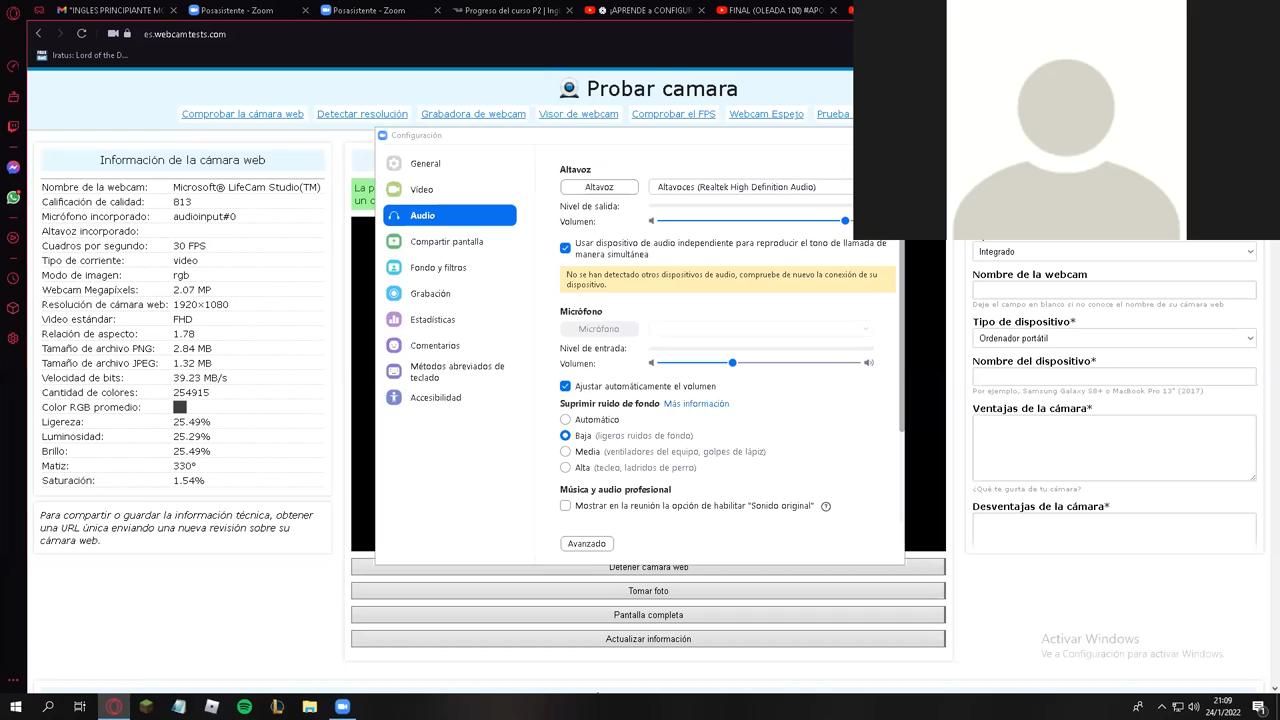 "INGLES PRINCIPIANTE MO
Posasistente - Zoom
Posasistente - Zoom
Progreso del curso P2 | Ingl
¡APRENDE a CONFIGUR
FINAL (OLEADA 100) #APO
es.webcamtests.com
Iratus: Lord of the D...
Probar camara
Comprobar la cámara web
Detectar resolución
Grabadora de webcam
Visor de webcam
Comprobar el FPS
Webcam Espejo
Prueba
Información de la cámara web
Nombre de la webcam: Microsoft® LifeCam Studio(TM)
Calificación de calidad: 813
Micrófono incorporado: audioinput#0
Altavoz incorporado:
Cuadros por segundo: 30 FPS
Tipo de corriente: video
Modo de imagen: rgb
Webcam Megapíxels: 2.07 MP
Resolución de cámara web: 1920×1080
Video estándar: FHD
Relación de aspecto: 1.78
Tamaño de archivo PNG: 2.84 MB
Tamaño de archivo JPEG: 1.32 MB
Velocidad de bits: 39.23 MB/s
Cantidad de colores: 254915
Color RGB promedio:
Ligereza: 25.49%
Luminosidad: 25.29%
Brillo: 25.49%
Matiz: 330°
Saturación: 1.54%
Para compartir o guardar la información técnica, obtener
una URL única enviando una nueva revisión sobre su
cámara web.
La p
un c
Configuración
General
Vídeo
Audio
Compartir pantalla
Fondo y filtros
Grabación
Estadísticas
Comentarios
Métodos abreviados de
teclado
Accesibilidad
Altavoz
Altavoz
Altavoces (Realtek High Definition Audio)
Nivel de salida:
Volumen:
Usar dispositivo de audio independiente para reproducir el tono de llamada de
manera simultánea
No se han detectado otros dispositivos de audio, compruebe de nuevo la conexión de su
dispositivo.
Micrófono
Micrófono
Nivel de entrada:
Volumen:
Ajustar automáticamente el volumen
Suprimir ruido de fondo Más información
Automático
Baja (ligeros ruidos de fondo)
Media (ventiladores del equipo, golpes de lápiz)
Alta (tecleo, ladridos de perro)
Música y audio profesional
Mostrar en la reunión la opción de habilitar "Sonido original" ?
Avanzado
Detener cámara web
Tomar foto
Pantalla completa
Actualizar información
Integrado
Nombre de la webcam
Deje el campo en blanco si no conoce el nombre de su cámara web
Tipo de dispositivo*
Ordenador portátil
Nombre del dispositivo*
Por ejemplo, Samsung Galaxy S8+ o MacBook Pro 13" (2017)
Ventajas de la cámara*
¿Qué te gusta de tu cámara?
Desventajas de la cámara*
Activar Windows
Ve a Configuración para activar Windows.
21:09
24/1/2022
1